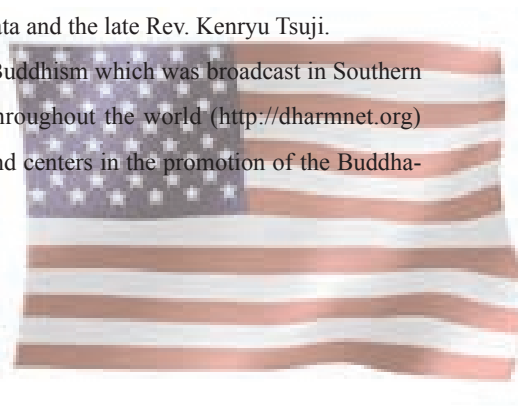 ata and the late Rev. Kenryu Tsuji.
Buddhism which was broadcast in Southern
hroughout the world (http://dharmnet.org)
nd centers in the promotion of the Buddha-